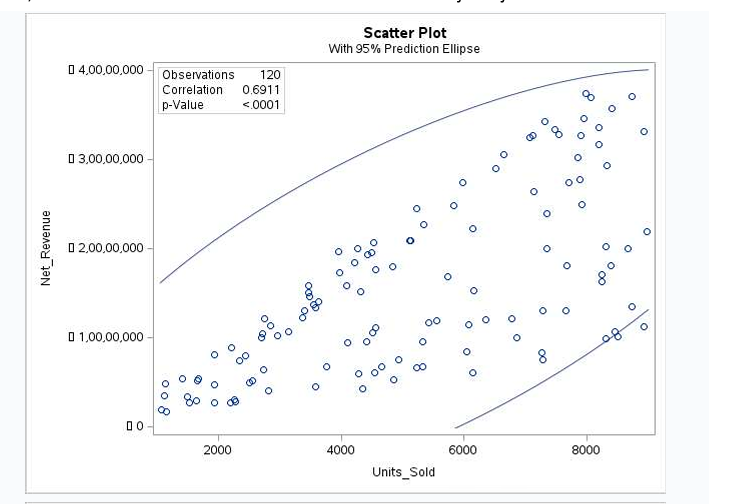 Scatter Plot
With 95% Prediction Ellipse
Observations 120
Correlation 0.6911
p-Value <.0001
Net_Revenue
▯ 4,00,00,000
▯ 3,00,00,000
▯ 2,00,00,000
▯ 1,00,00,000
▯ 0
2000 4000 6000 8000
Units_Sold